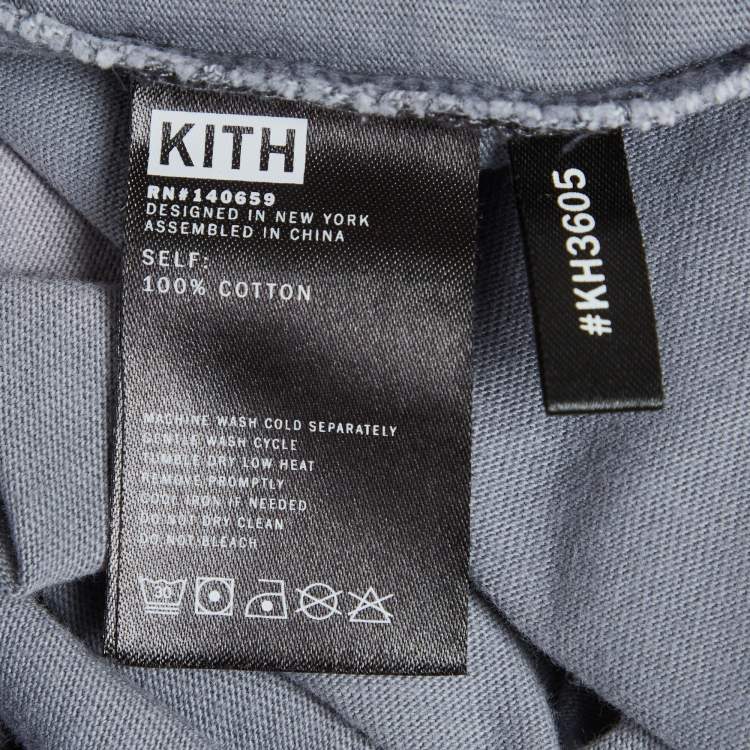 KITH
RN#140659
DESIGNED IN NEW YORK
ASSEMBLED IN CHINA
SELF:
100% COTTON
MACHINE WASH COLD SEPARATELY
GENTLE WASH CYCLE
TUMBLE DRY LOW HEAT
REMOVE PROMPTLY
COOL IRON IF NEEDED
DO NOT DRY CLEAN
DO NOT BLEACH
30
#KH3605